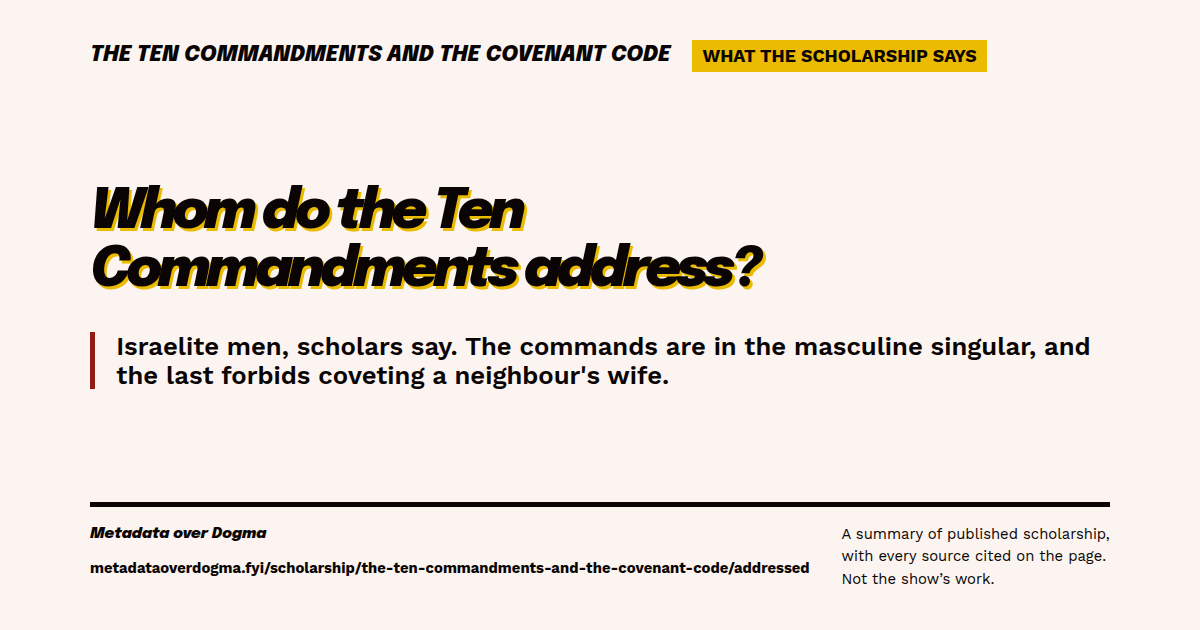 THE TEN COMMANDMENTS AND THE COVENANT CODE
WHAT THE SCHOLARSHIP SAYS
Whom do the Ten
Commandments address?
Israelite men, scholars say. The commands are in the masculine singular, and
the last forbids coveting a neighbour's wife.
Metadata over Dogma
metadataoverdogma.fyi/scholarship/the-ten-commandments-and-the-covenant-code/addressed
A summary of published scholarship,
with every source cited on the page.
Not the show’s work.